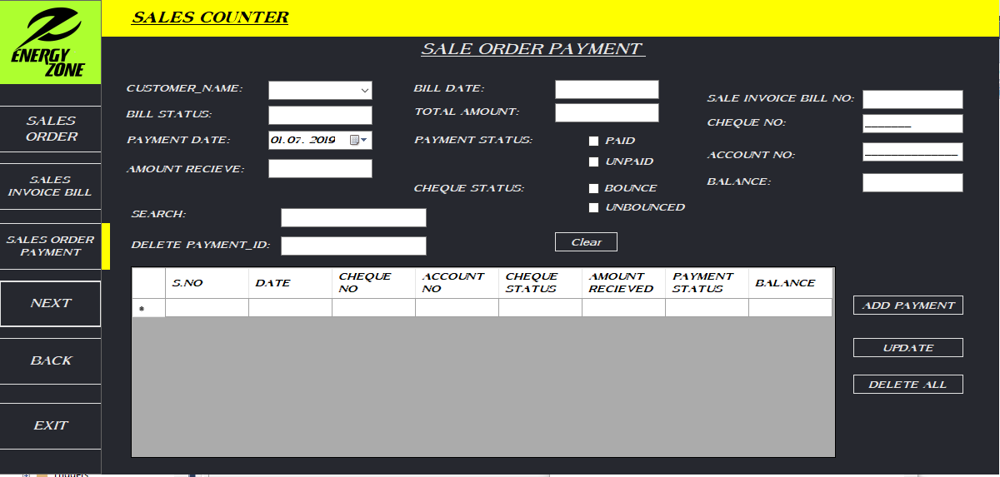 SALES COUNTER
ENERGY
ZONE
SALE ORDER PAYMENT
CUSTOMER_NAME:
BILL DATE:
SALE INVOICE BILL NO:
BILL STATUS:
TOTAL AMOUNT:
CHEQUE NO:
_______
PAYMENT DATE:
01.07. 2019
PAYMENT STATUS:
PAID
UNPAID
ACCOUNT NO:
______________
AMOUNT RECIEVE:
CHEQUE STATUS:
BOUNCE
UNBOUNCED
BALANCE:
SEARCH:
DELETE PAYMENT_ID:
Clear
SALES
ORDER
SALES
INVOICE BILL
SALES ORDER
PAYMENT
NEXT
BACK
EXIT
S.NO
DATE
CHEQUE
NO
ACCOUNT
NO
CHEQUE
STATUS
AMOUNT
RECIEVED
PAYMENT
STATUS
BALANCE
ADD PAYMENT
UPDATE
DELETE ALL